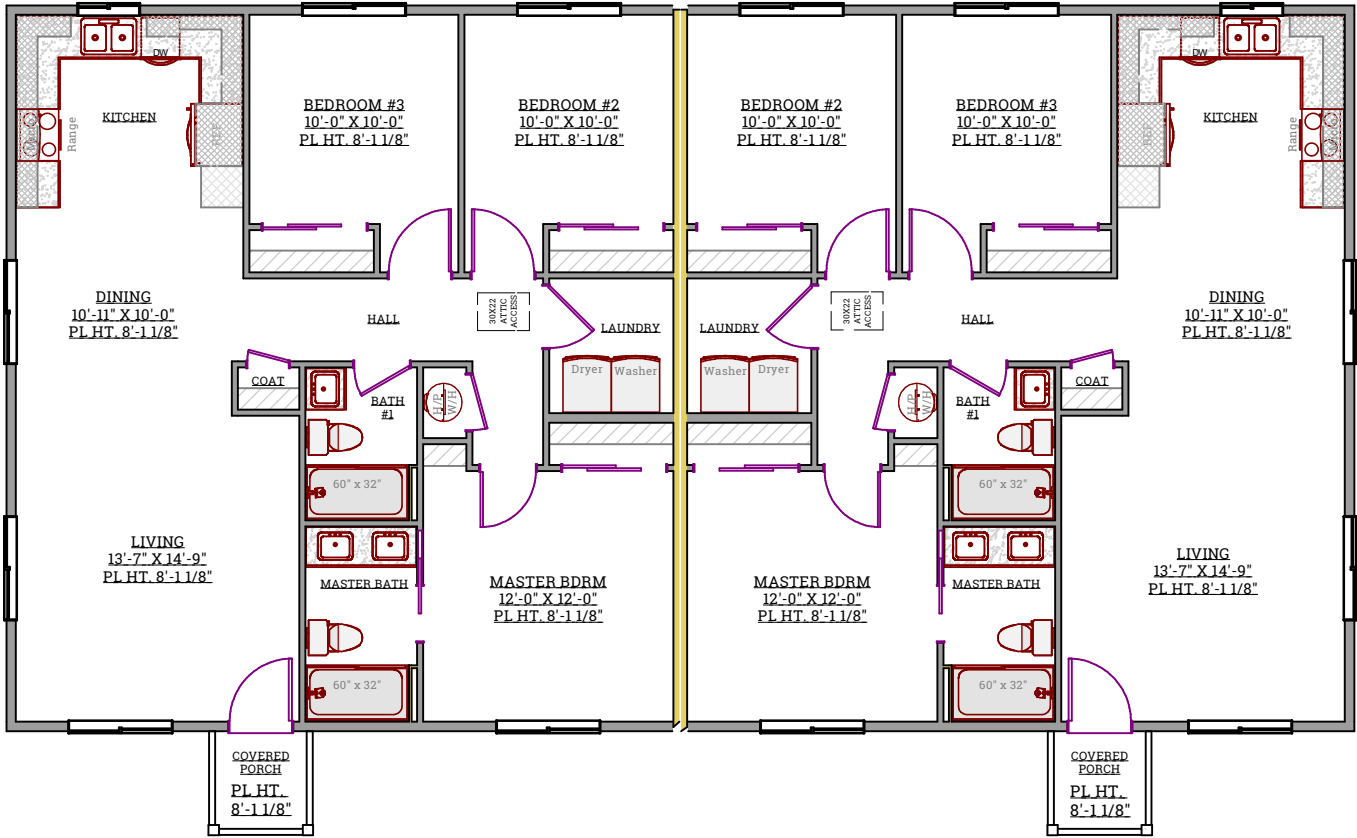 DW
KITCHEN
Range
REF
BEDROOM #3
10'-0" X 10'-0"
PL HT. 8'-1 1/8"
BEDROOM #2
10'-0" X 10'-0"
PL HT. 8'-1 1/8"
BEDROOM #2
10'-0" X 10'-0"
PL HT. 8'-1 1/8"
BEDROOM #3
10'-0" X 10'-0"
PL HT. 8'-1 1/8"
DW
KITCHEN
Range
REF
DINING
10'-11" X 10'-0"
PL HT. 8'-1 1/8"
HALL
30X22
ATTIC
ACCESS
LAUNDRY
Dryer
Washer
LAUNDRY
Washer
Dryer
30X22
ATTIC
ACCESS
HALL
DINING
10'-11" X 10'-0"
PL HT. 8'-1 1/8"
COAT
BATH
#1
H/P
W/H
H/P
W/H
BATH
#1
COAT
60" x 32"
60" x 32"
LIVING
13'-7" X 14'-9"
PL HT. 8'-1 1/8"
MASTER BATH
MASTER BDRM
12'-0" X 12'-0"
PL HT. 8'-1 1/8"
MASTER BDRM
12'-0" X 12'-0"
PL HT. 8'-1 1/8"
MASTER BATH
LIVING
13'-7" X 14'-9"
PL HT. 8'-1 1/8"
60" x 32"
60" x 32"
COVERED
PORCH
PL HT.
8'-1 1/8"
COVERED
PORCH
PL HT.
8'-1 1/8"